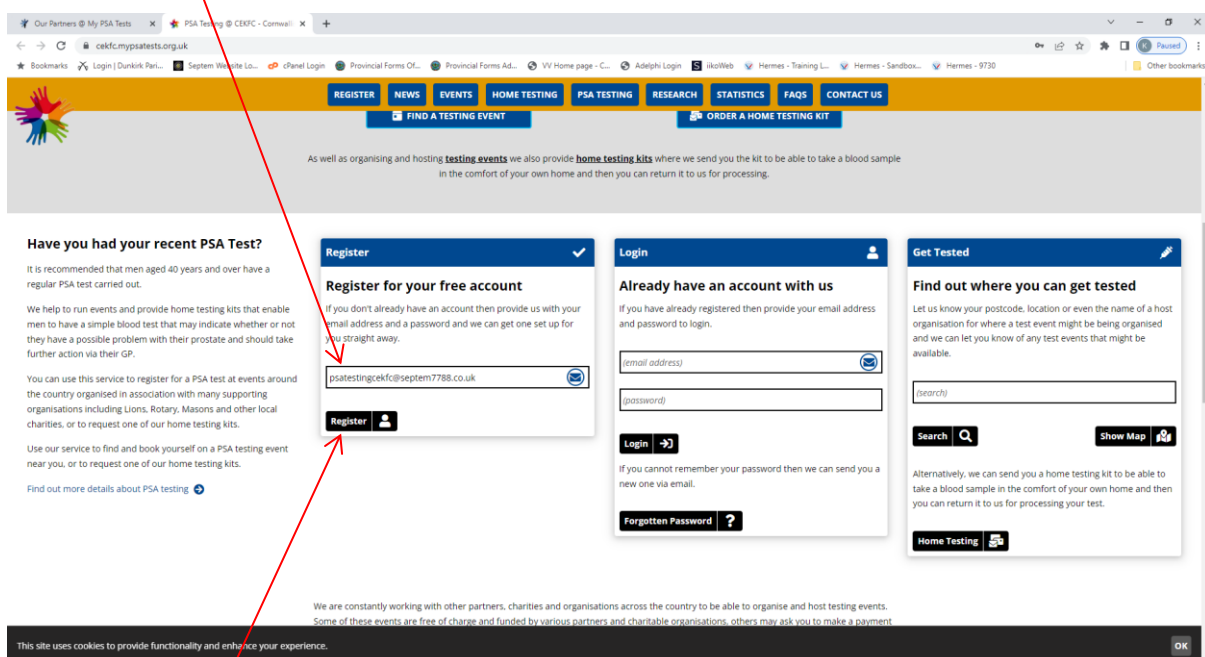 Our Partners @ My PSA Tests
PSA Testing @ CEKFC - Cornwall
cekfc.mypsatests.org.uk
Paused
Bookmarks
Login | Dunkirk Pari...
Septem Website Lo...
cPanel Login
Provincial Forms Of...
Provincial Forms Ad...
VV Home page - C...
Adelphi Login
iikoWeb
Hermes - Training L...
Hermes - Sandbox...
Hermes - 9730
Other bookmarks
REGISTER NEWS EVENTS HOME TESTING PSA TESTING RESEARCH STATISTICS FAQS CONTACT US
FIND A TESTING EVENT
ORDER A HOME TESTING KIT
As well as organising and hosting testing events we also provide home testing kits where we send you the kit to be able to take a blood sample
in the comfort of your own home and then you can return it to us for processing.
Have you had your recent PSA Test?
It is recommended that men aged 40 years and over have a
regular PSA test carried out.
We help to run events and provide home testing kits that enable
men to have a simple blood test that may indicate whether or not
they have a possible problem with their prostate and should take
further action via their GP.
You can use this service to register for a PSA test at events around
the country organised in association with many supporting
organisations including Lions, Rotary, Masons and other local
charities, or to request one of our home testing kits.
Use our service to find and book yourself on a PSA testing event
near you, or to request one of our home testing kits.
Find out more details about PSA testing
Register
Register for your free account
If you don't already have an account then provide us with your
email address and a password and we can get one set up for
you straight away.
psatestingcekfc@septem7788.co.uk
Register
Login
Already have an account with us
If you have already registered then provide your email address
and password to login.
(email address)
(password)
Login
If you cannot remember your password then we can send you a
new one via email.
Forgotten Password
Get Tested
Find out where you can get tested
Let us know your postcode, location or even the name of a host
organisation for where a test event might be being organised
and we can let you know of any test events that might be
available.
(search)
Search
Show Map
Alternatively, we can send you a home testing kit to be able to
take a blood sample in the comfort of your own home and then
you can return it to us for processing your test.
Home Testing
We are constantly working with other partners, charities and organisations across the country to be able to organise and host testing events.
Some of these events are free of charge and funded by various partners and charitable organisations, others may ask you to make a payment
This site uses cookies to provide functionality and enhance your experience.
OK